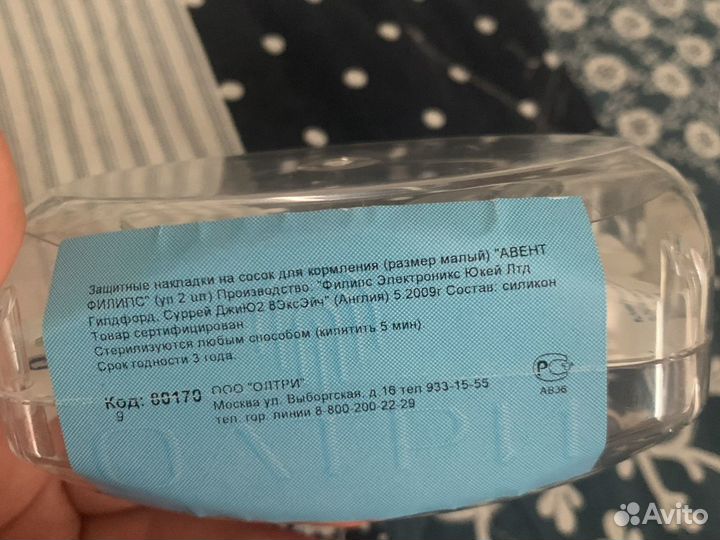 Защитные накладки на сосок для кормления (размер малый) "АВЕНТ
ФИЛИПС" (уп 2 шт) Производство: "Филипс Электроникс Юкей Лтд
Гилдфорд, Суррей ДжиЮ2 8ЭксЭйч" (Англия) 5.2009г Состав: силикон
Товар сертифицирован
Стерилизуются любым способом (кипятить 5 мин).
Срок годности 3 года.
Код: 80170 ООО "ОЛТРИ"
9
Москва ул. Выборгская, д.16 тел 933-15-55
тел. гор. линии 8-800-200-22-29
РСТ
АВ36
ОЛТРИ
Avito